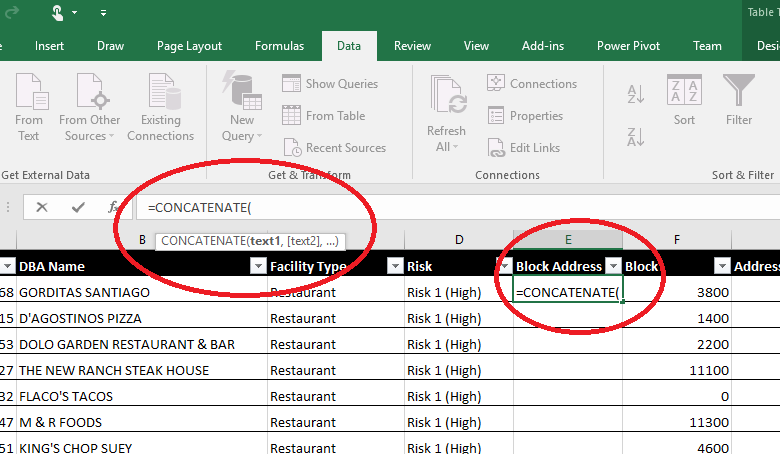 Table T
Insert Draw Page Layout Formulas Data Review View Add-ins Power Pivot Team Desi
From Text
From Other Sources
Existing Connections
New Query
Show Queries
From Table
Recent Sources
Refresh All
Connections
Properties
Edit Links
A Z
Z A
Z A A Z
Sort
Filter
Get External Data Get & Transform Connections Sort & Filter
fx =CONCATENATE(
CONCATENATE(text1, [text2], ...)
B D E F
DBA Name Facility Type Risk Block Address Block Address
68 GORDITAS SANTIAGO Restaurant Risk 1 (High) =CONCATENATE( 3800
15 D'AGOSTINOS PIZZA Restaurant Risk 1 (High) 1400
53 DOLO GARDEN RESTAURANT & BAR Restaurant Risk 1 (High) 2200
27 THE NEW RANCH STEAK HOUSE Restaurant Risk 1 (High) 11100
32 FLACO'S TACOS Restaurant Risk 1 (High) 0
47 M & R FOODS Restaurant Risk 1 (High) 11300
51 KING'S CHOP SUEY Restaurant Risk 1 (High) 4600